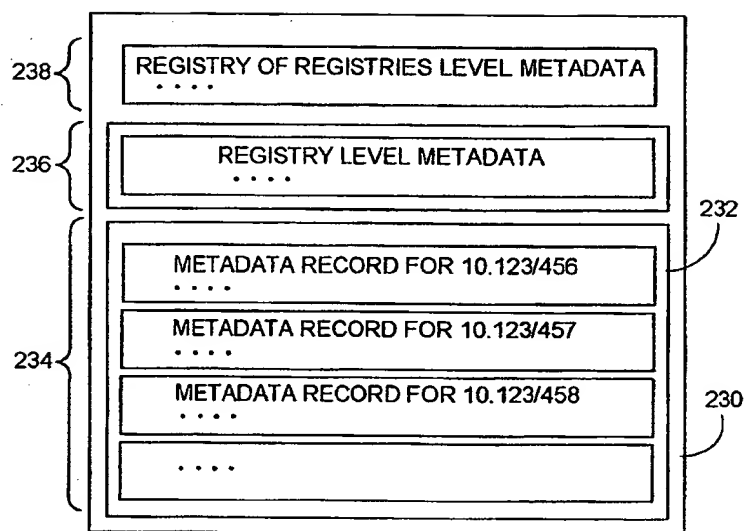 238
REGISTRY OF REGISTRIES LEVEL METADATA
. . . .
236
REGISTRY LEVEL METADATA
. . . .
232
METADATA RECORD FOR 10.123/456
. . . .
METADATA RECORD FOR 10.123/457
. . . .
234
METADATA RECORD FOR 10.123/458
. . . .
230
. . . .